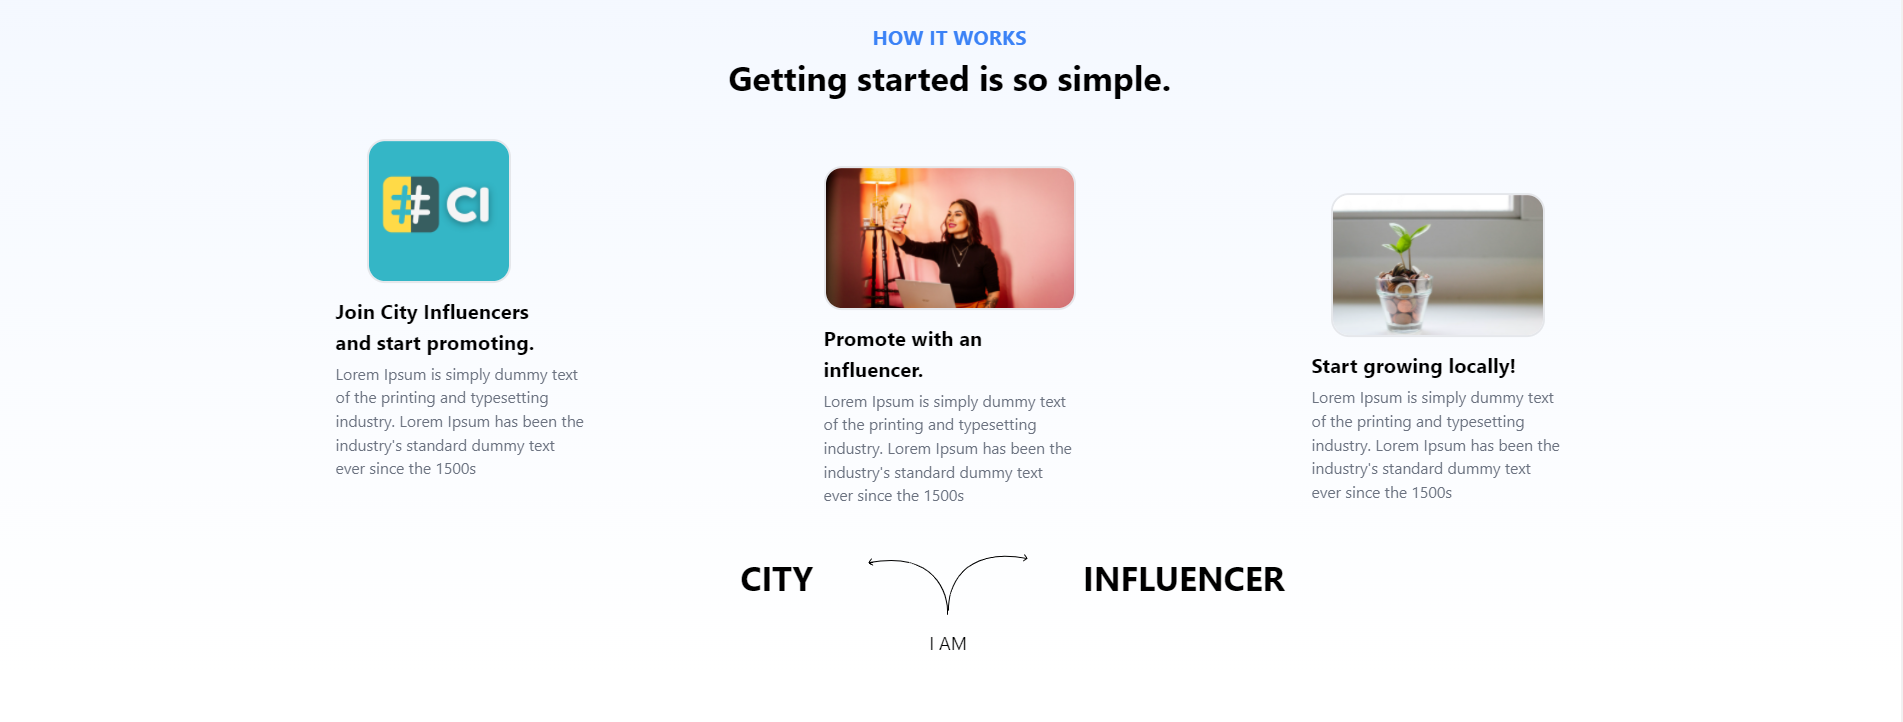 HOW IT WORKS
Getting started is so simple.
# CI
Join City Influencers
and start promoting.
Lorem Ipsum is simply dummy text
of the printing and typesetting
industry. Lorem Ipsum has been the
industry's standard dummy text
ever since the 1500s
Promote with an
influencer.
Lorem Ipsum is simply dummy text
of the printing and typesetting
industry. Lorem Ipsum has been the
industry's standard dummy text
ever since the 1500s
Start growing locally!
Lorem Ipsum is simply dummy text
of the printing and typesetting
industry. Lorem Ipsum has been the
industry's standard dummy text
ever since the 1500s
CITY
INFLUENCER
I AM